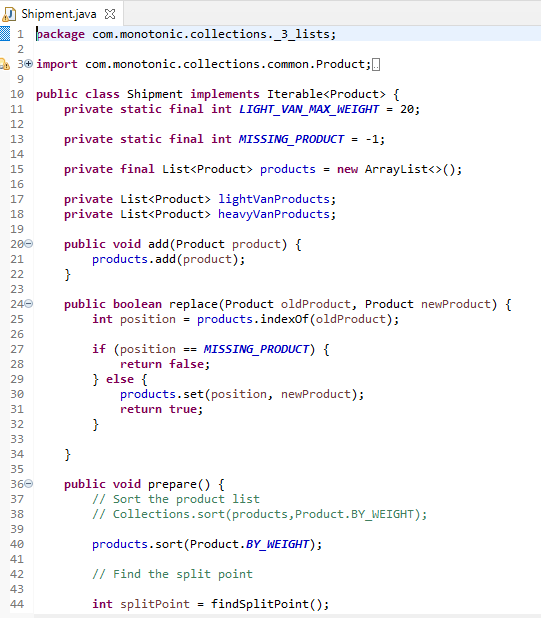 Shipment.java
1 package com.monotonic.collections._3_lists;
2
3 import com.monotonic.collections.common.Product;
9
10 public class Shipment implements Iterable<Product> {
11     private static final int LIGHT_VAN_MAX_WEIGHT = 20;
12
13     private static final int MISSING_PRODUCT = -1;
14
15     private final List<Product> products = new ArrayList<>();
16
17     private List<Product> lightVanProducts;
18     private List<Product> heavyVanProducts;
19
20     public void add(Product product) {
21         products.add(product);
22     }
23
24     public boolean replace(Product oldProduct, Product newProduct) {
25         int position = products.indexOf(oldProduct);
26
27         if (position == MISSING_PRODUCT) {
28             return false;
29         } else {
30             products.set(position, newProduct);
31             return true;
32         }
33
34     }
35
36     public void prepare() {
37         // Sort the product list
38         // Collections.sort(products,Product.BY_WEIGHT);
39
40         products.sort(Product.BY_WEIGHT);
41
42         // Find the split point
43
44         int splitPoint = findSplitPoint();